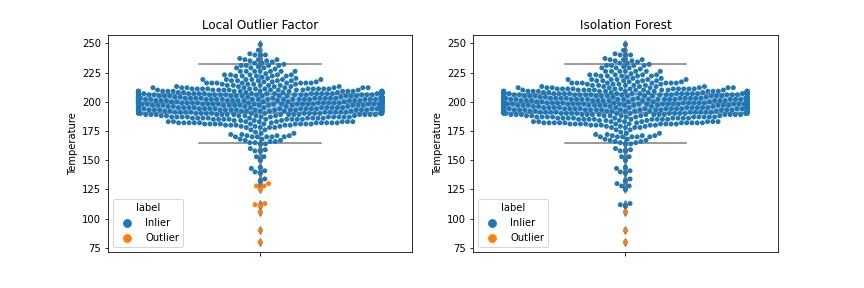 Local Outlier Factor
250
225
200
175
150
125
100
75
Temperature
label
Inlier
Outlier
Isolation Forest
250
225
200
175
150
125
100
75
Temperature
label
Inlier
Outlier